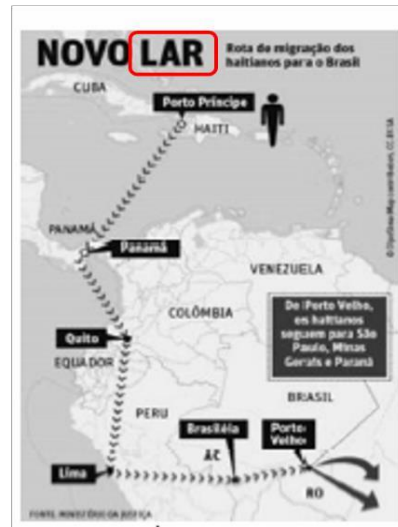 NOVO LAR
Rota de migração dos
haitianos para o Brasil
CUBA
Porto Príncipe
HAITI
PANAMÁ
Panamá
VENEZUELA
COLÔMBIA
De Porto Velho,
os haitianos
seguem para São
Paulo, Minas
Gerais e Paraná
Quito
EQUADOR
BRASIL
PERU
Brasiléia
Porto
Velho
AC
Lima
RO
FONTE: MINISTÉRIO DA JUSTIÇA